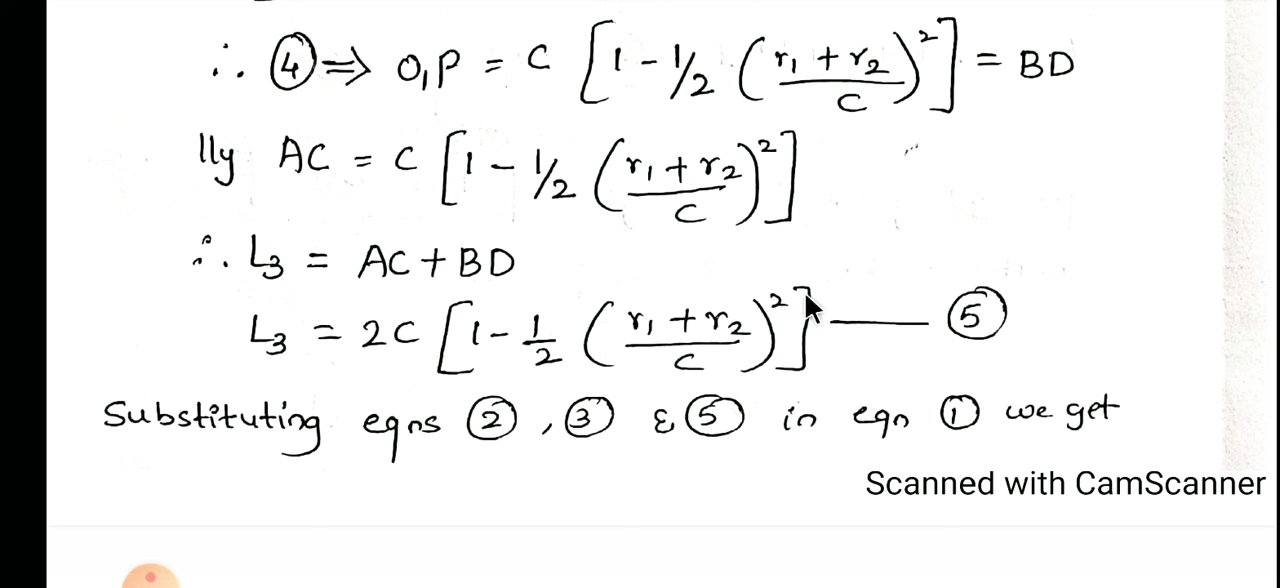 ∴ ④ ⇒ O₁P = C [1 - 1/2 (r₁ + r₂ / C)²] = BD
lly AC = C [1 - 1/2 (r₁ + r₂ / C)²]
∴ L₃ = AC + BD
L₃ = 2C [1 - 1/2 (r₁ + r₂ / C)²] —— ⑤
Substituting eqns ② , ③ & ⑤ in eqn ① we get
Scanned with CamScanner